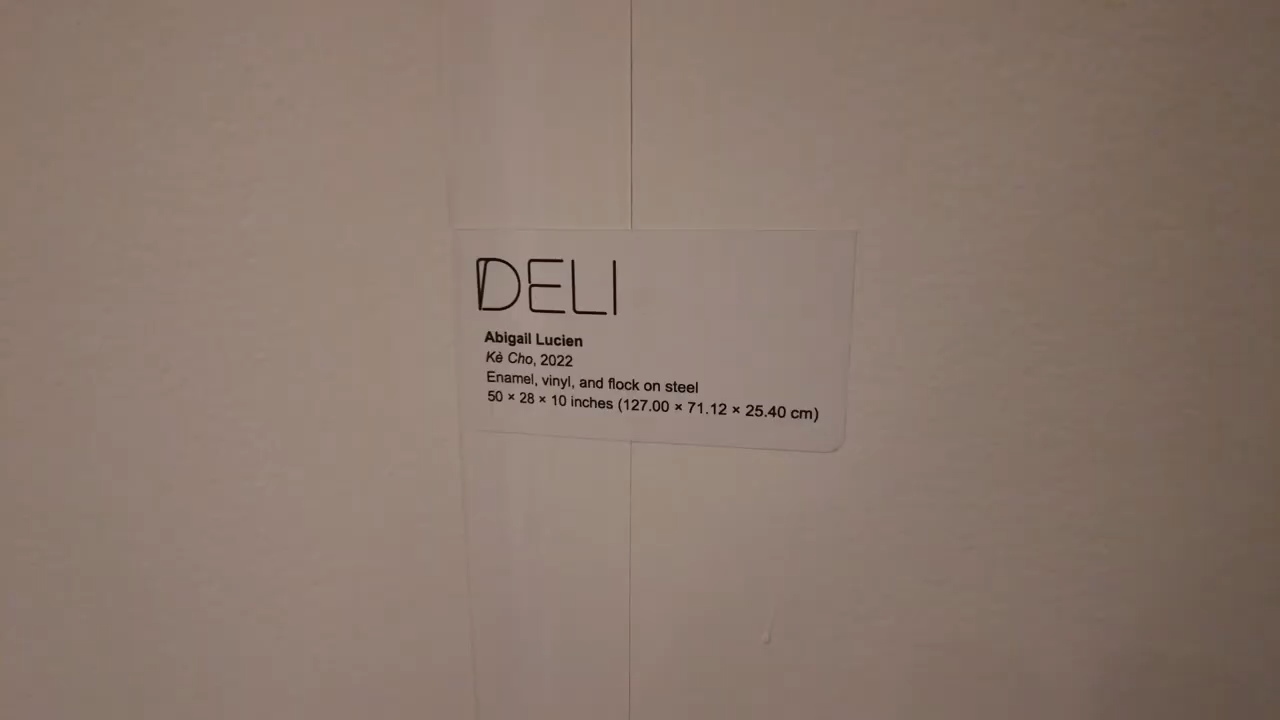 DELI
Abigail Lucien
Kè Cho, 2022
Enamel, vinyl, and flock on steel
50 × 28 × 10 inches (127.00 × 71.12 × 25.40 cm)